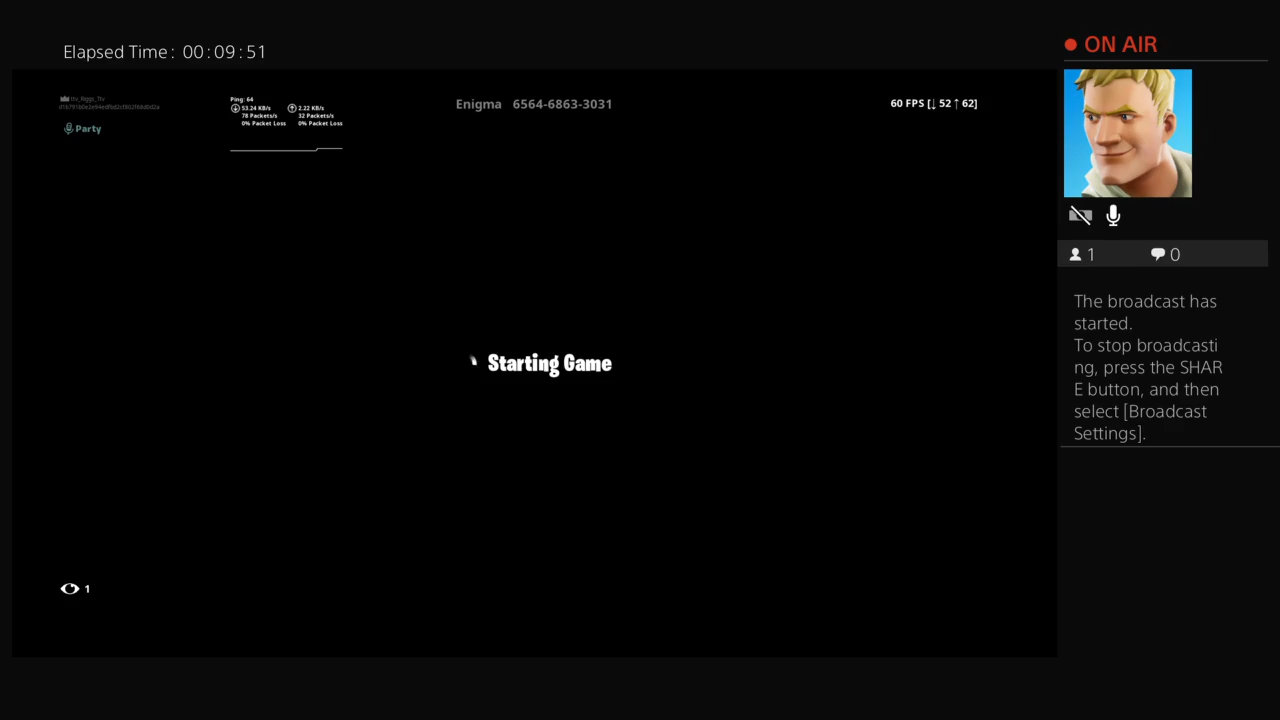 Elapsed Time: 00:09:51
ON AIR
Ping: 64
53.24 KB/s 2.22 KB/s
78 Packets/s 32 Packets/s
0% Packet Loss 0% Packet Loss
Enigma 6564-6863-3031
60 FPS [↓ 52 ↑ 62]
Party
1 0
The broadcast has
started.
To stop broadcasti
ng, press the SHAR
E button, and then
select [Broadcast
Settings].
Starting Game
1